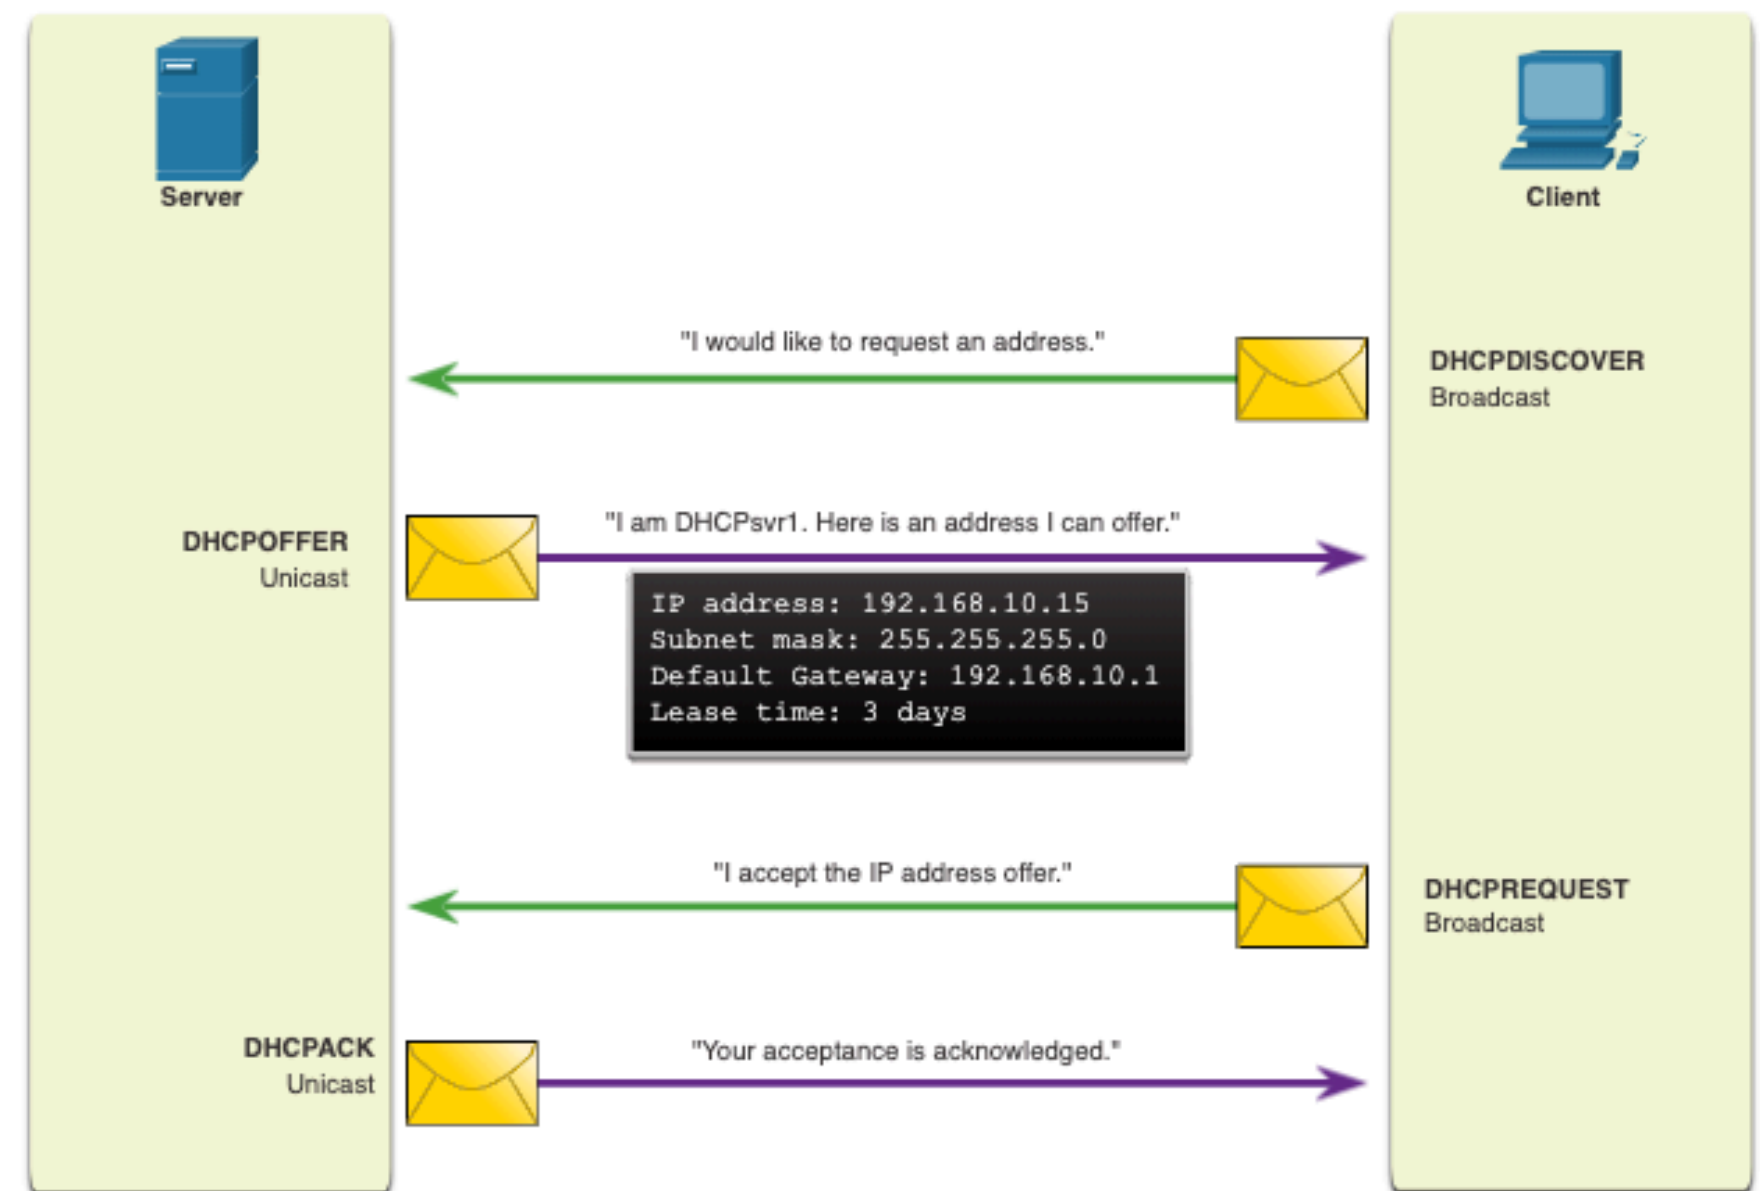 Server
Client
"I would like to request an address."
DHCPDISCOVER
Broadcast
DHCPOFFER
Unicast
"I am DHCPsvr1. Here is an address I can offer."
IP address: 192.168.10.15
Subnet mask: 255.255.255.0
Default Gateway: 192.168.10.1
Lease time: 3 days
"I accept the IP address offer."
DHCPREQUEST
Broadcast
DHCPACK
Unicast
"Your acceptance is acknowledged."